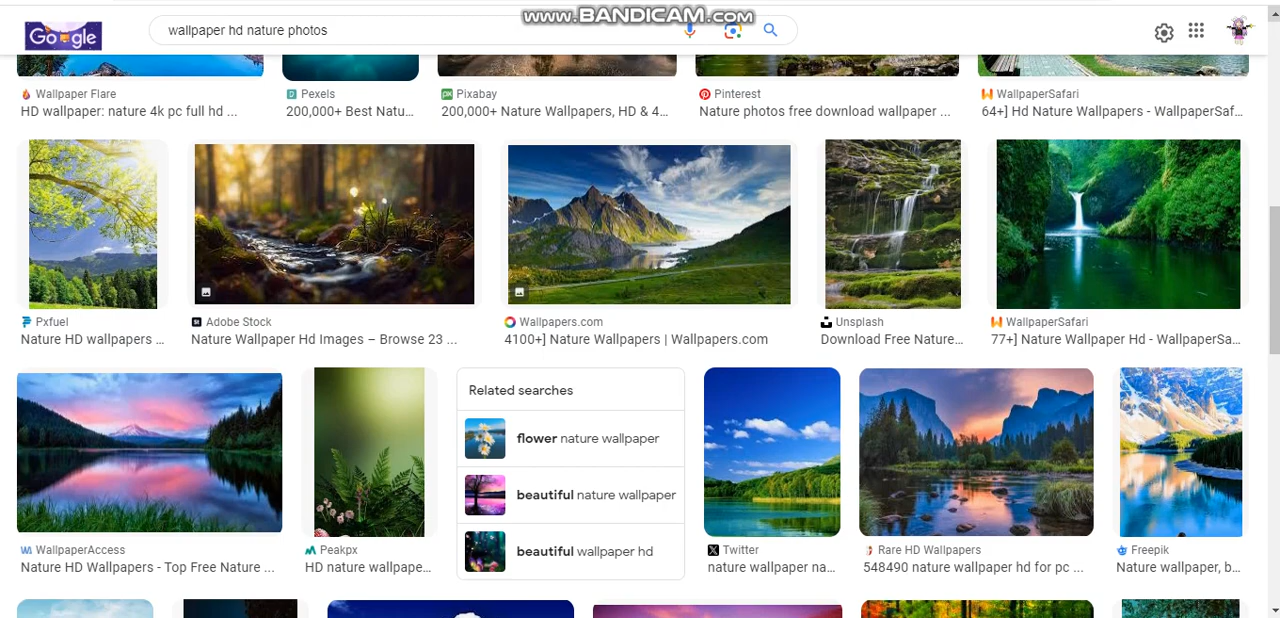 www.BANDICAM.com
Google
wallpaper hd nature photos
Wallpaper Flare
HD wallpaper: nature 4k pc full hd ...
Pexels
200,000+ Best Natu...
Pixabay
200,000+ Nature Wallpapers, HD & 4...
Pinterest
Nature photos free download wallpaper ...
WallpaperSafari
64+] Hd Nature Wallpapers - WallpaperSaf...
Pxfuel
Nature HD wallpapers ...
Adobe Stock
Nature Wallpaper Hd Images – Browse 23 ...
Wallpapers.com
4100+] Nature Wallpapers | Wallpapers.com
Unsplash
Download Free Nature...
WallpaperSafari
77+] Nature Wallpaper Hd - WallpaperSa...
WallpaperAccess
Nature HD Wallpapers - Top Free Nature ...
Peakpx
HD nature wallpape...
Related searches
flower nature wallpaper
beautiful nature wallpaper
beautiful wallpaper hd
Twitter
nature wallpaper na...
Rare HD Wallpapers
548490 nature wallpaper hd for pc ...
Freepik
Nature wallpaper, b...